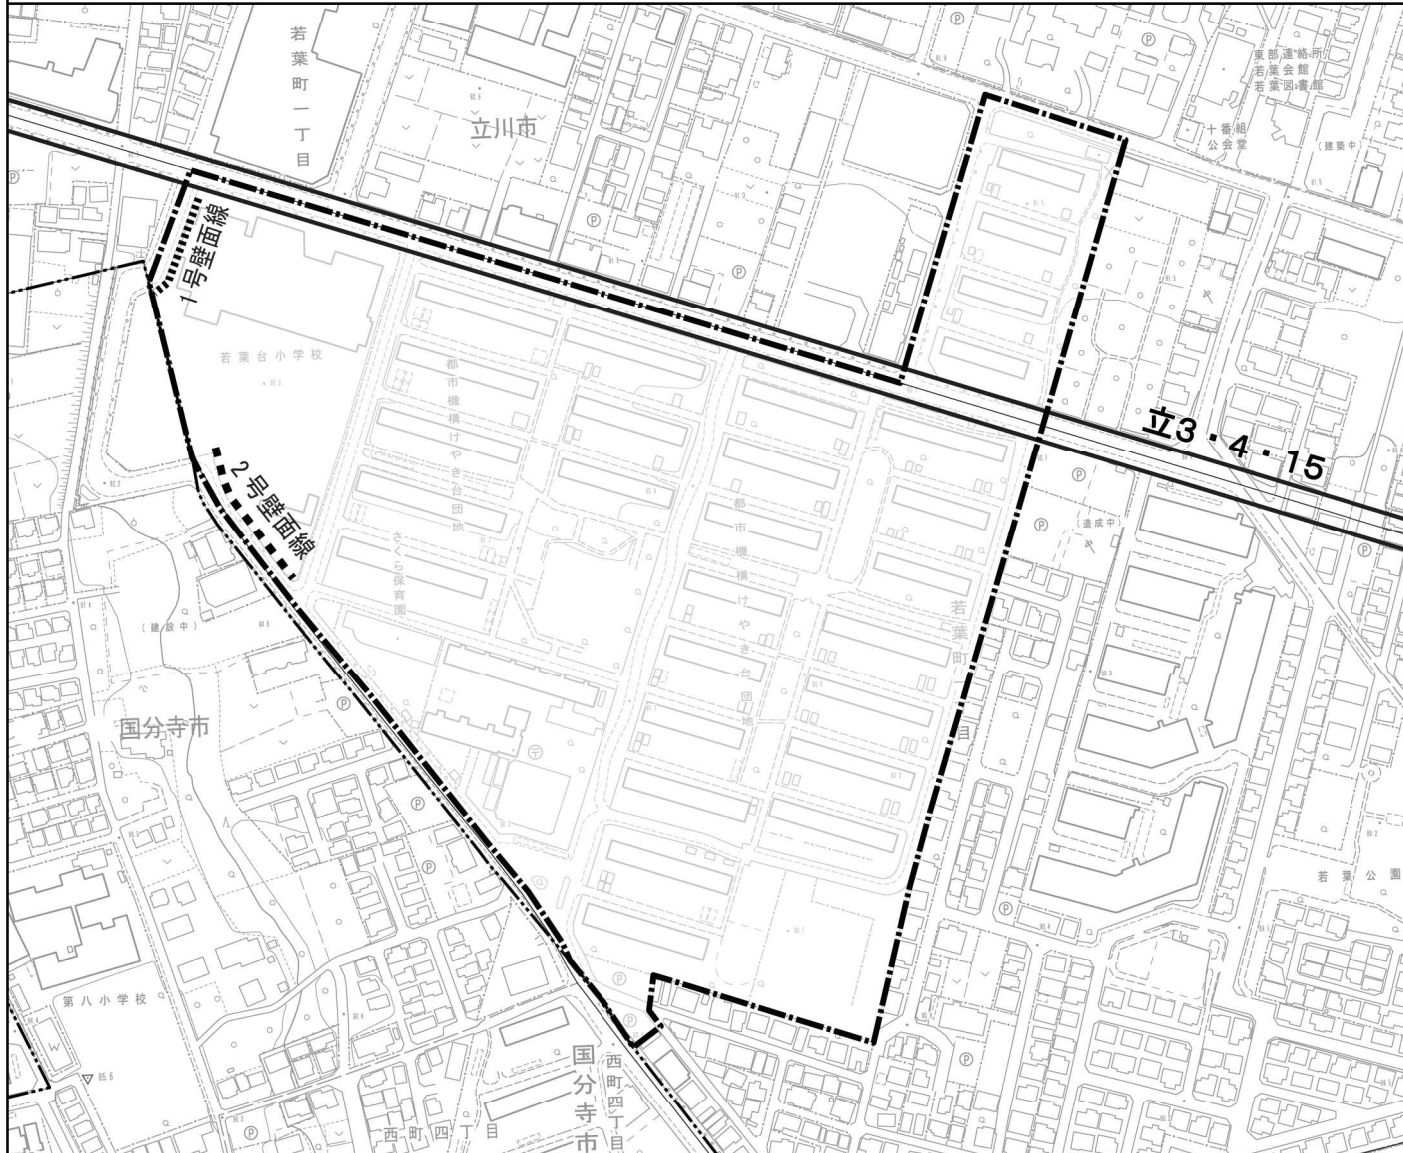 若葉町一丁目
立川市
東部連絡所
若葉会館
若葉図書館
十番組
公会堂
(建築中)
1号壁面線
若葉台小学校
都市機構けやき台団地
立3・4・15
2号壁面線
さくら保育園
都市機構けやき台団地
(造成中)
若葉町一丁目
(建設中)
国分寺市
若葉公園
第八小学校
85.6
国分寺市
西町四丁目
西町四丁目